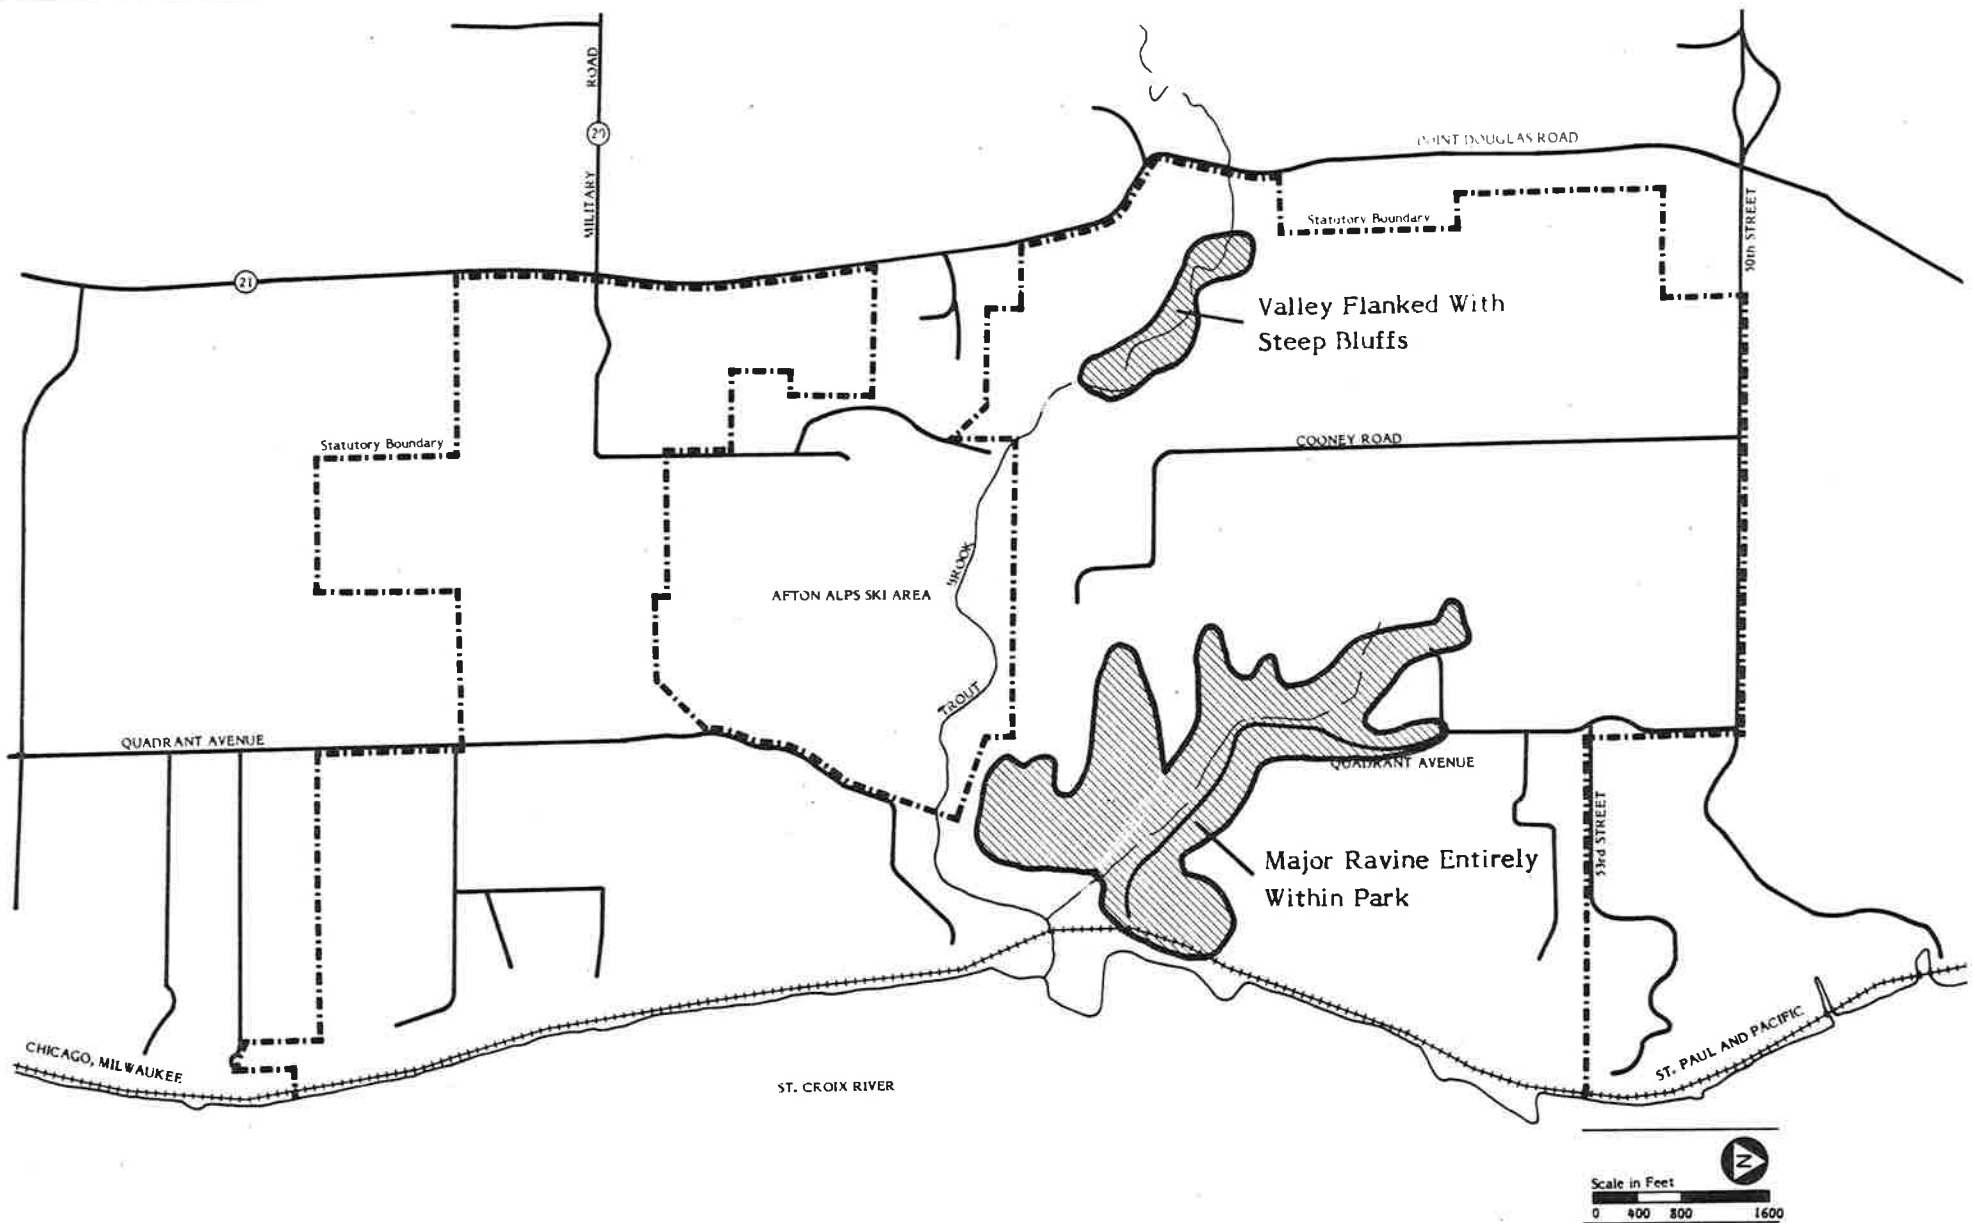 ROAD
20
MILITARY
POINT DOUGLAS ROAD
50th STREET
Statutory Boundary
21
Valley Flanked With
Steep Bluffs
Statutory Boundary
COONEY ROAD
BROOK
AFTON ALPS SKI AREA
TROUT
QUADRANT AVENUE
QUADRANT AVENUE
53rd STREET
Major Ravine Entirely
Within Park
CHICAGO, MILWAUKEE
ST. CROIX RIVER
ST. PAUL AND PACIFIC
N
Scale in Feet
0 400 800 1600